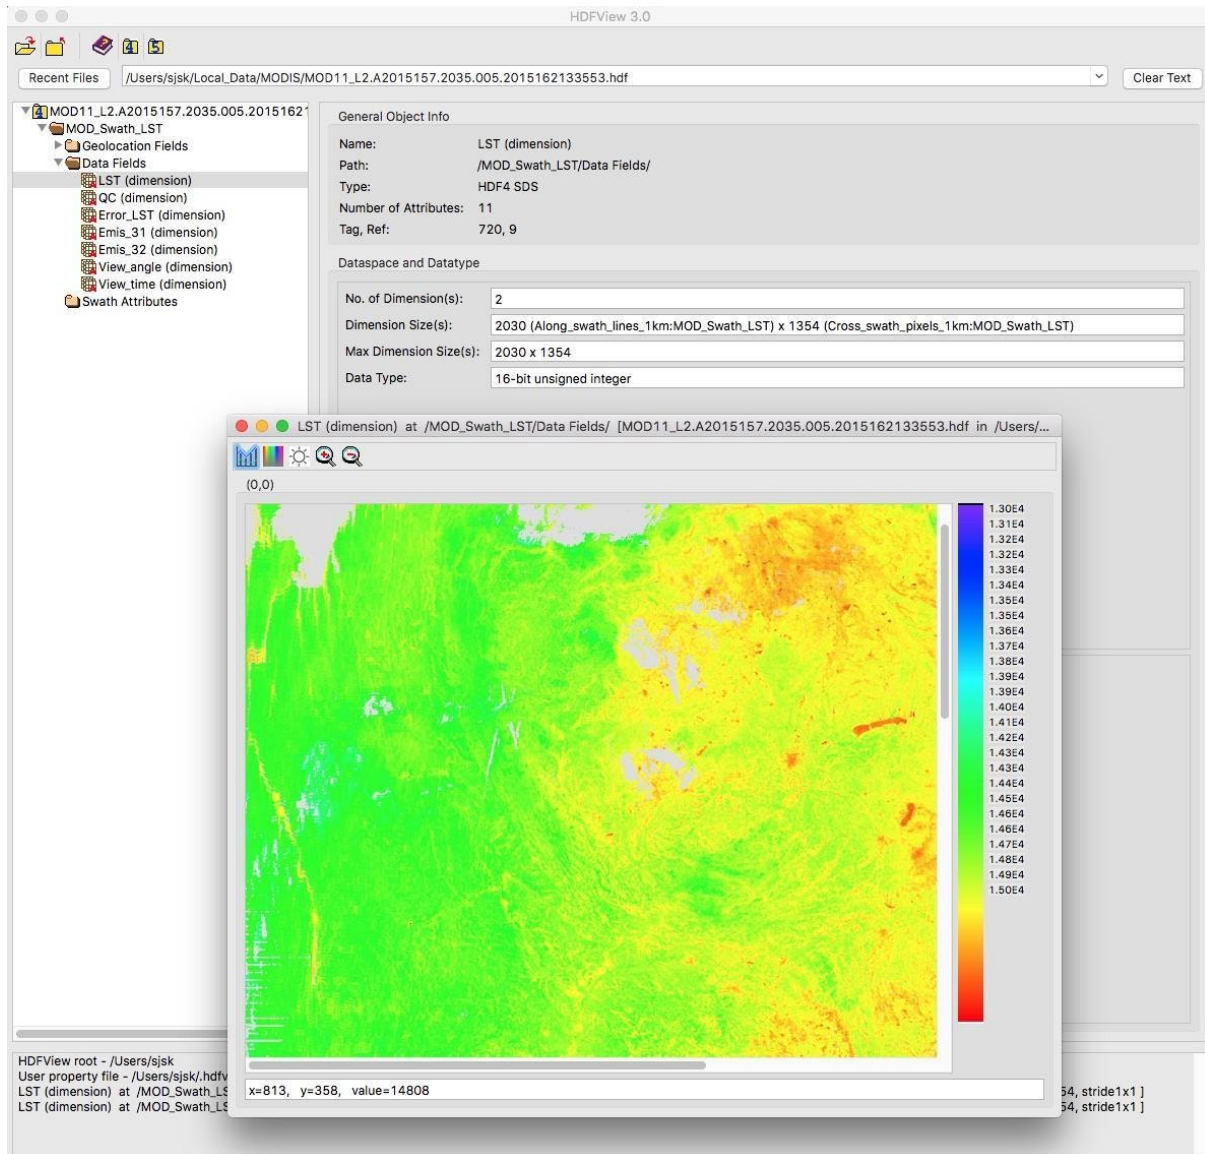 HDFView 3.0
4 5
Recent Files /Users/sjsk/Local_Data/MODIS/MOD11_L2.A2015157.2035.005.2015162133553.hdf Clear Text
4 MOD11_L2.A2015157.2035.005.20151621
MOD_Swath_LST
Geolocation Fields
Data Fields
LST (dimension)
QC (dimension)
Error_LST (dimension)
Emis_31 (dimension)
Emis_32 (dimension)
View_angle (dimension)
View_time (dimension)
Swath Attributes
General Object Info
Name: LST (dimension)
Path: /MOD_Swath_LST/Data Fields/
Type: HDF4 SDS
Number of Attributes: 11
Tag, Ref: 720, 9
Dataspace and Datatype
No. of Dimension(s): 2
Dimension Size(s): 2030 (Along_swath_lines_1km:MOD_Swath_LST) x 1354 (Cross_swath_pixels_1km:MOD_Swath_LST)
Max Dimension Size(s): 2030 x 1354
Data Type: 16-bit unsigned integer
LST (dimension) at /MOD_Swath_LST/Data Fields/ [MOD11_L2.A2015157.2035.005.2015162133553.hdf in /Users/...
(0,0)
1.30E4
1.31E4
1.32E4
1.32E4
1.33E4
1.34E4
1.35E4
1.35E4
1.36E4
1.37E4
1.38E4
1.39E4
1.39E4
1.40E4
1.41E4
1.42E4
1.43E4
1.43E4
1.44E4
1.45E4
1.46E4
1.46E4
1.47E4
1.48E4
1.49E4
1.50E4
x=813, y=358, value=14808
HDFView root - /Users/sjsk
User property file - /Users/sjsk/.hdfv
LST (dimension) at /MOD_Swath_LS 54, stride1x1 ]
LST (dimension) at /MOD_Swath_LS 54, stride1x1 ]